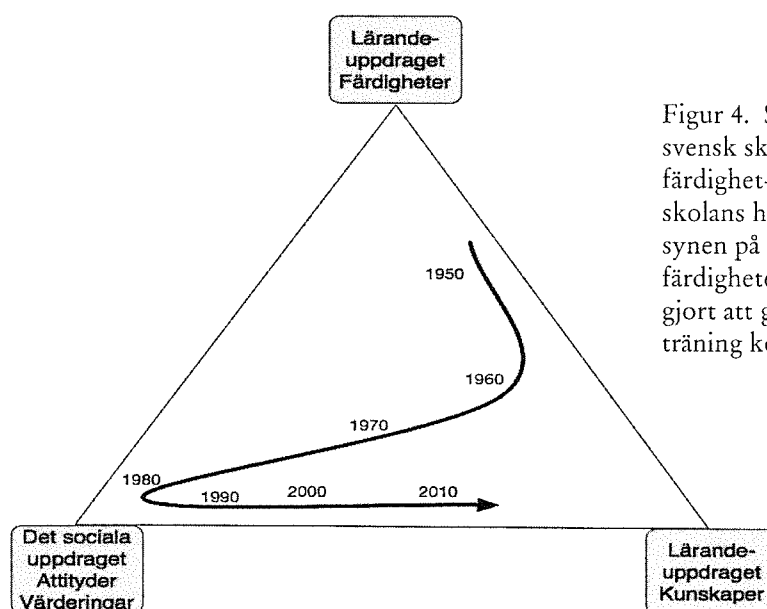 Lärande-
uppdraget
Färdigheter
Figur 4. S
svensk sk
färdighet-
skolans h
synen på
färdighete
gjort att g
träning ko
1950
1960
1970
1980
1990
2000
2010
Det sociala
uppdraget
Attityder
Värderingar
Lärande-
uppdraget
Kunskaper